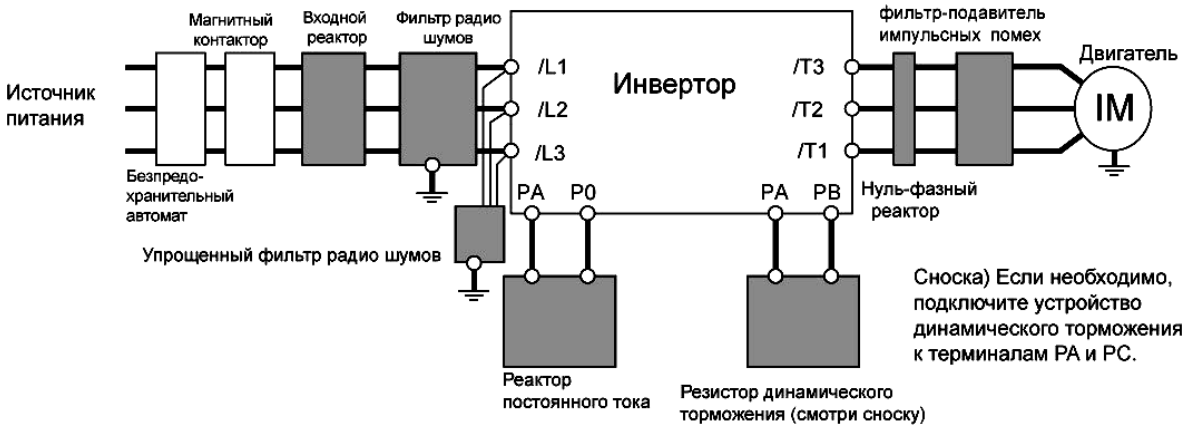 Магнитный
контактор
Входной
реактор
Фильтр радио
шумов
фильтр-подавитель
импульсных помех
Двигатель
Источник
питания
/L1
/L2
/L3
Инвертор
/T3
/T2
/T1
IM
Безпредо-
хранительный
автомат
PA
P0
PA
PB
Нуль-фазный
реактор
Упрощенный фильтр радио шумов
Сноска) Если необходимо,
подключите устройство
динамического торможения
к терминалам PA и PC.
Реактор
постоянного тока
Резистор динамического
торможения (смотри сноску)